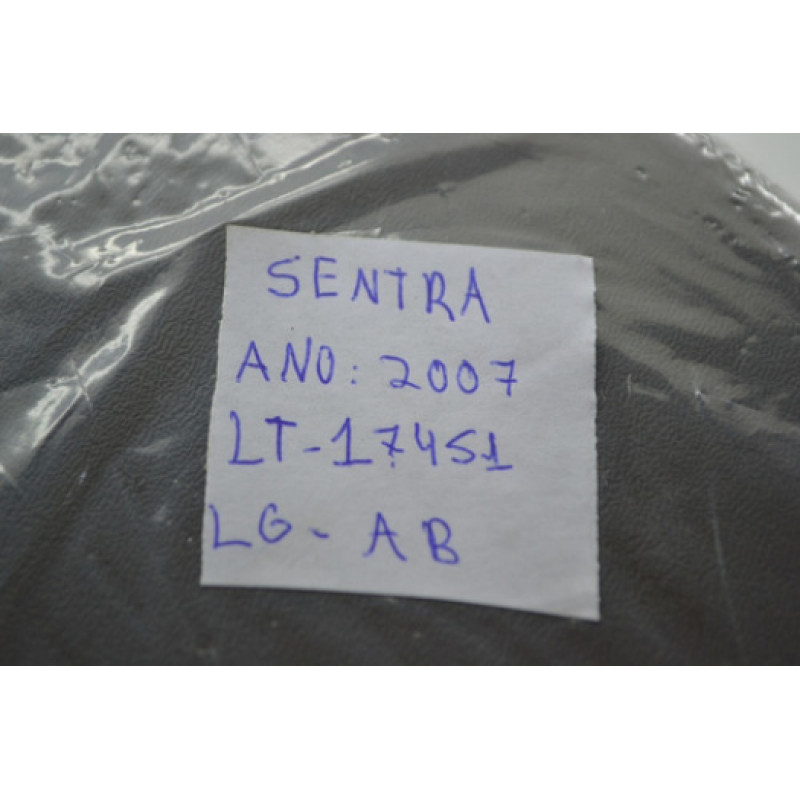 SENTRA
ANO: 2007
LT-17451
LG-AB